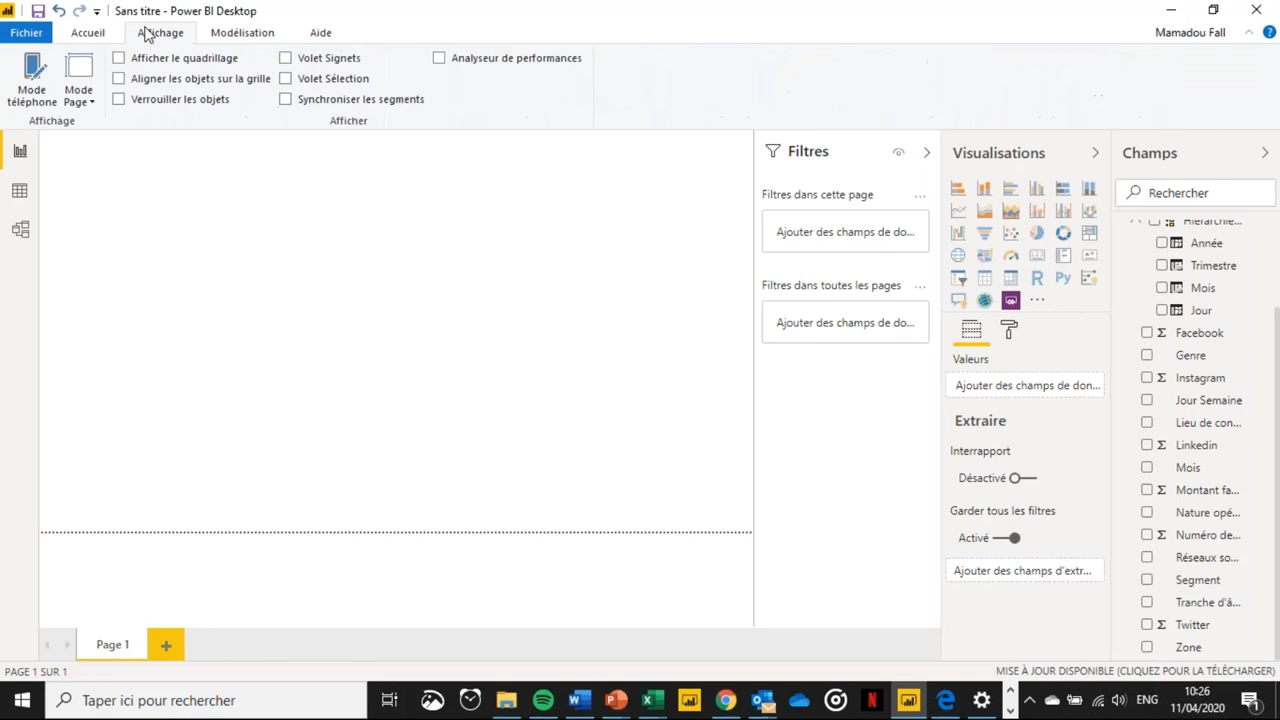 Sans titre - Power BI Desktop
Fichier Accueil Affichage Modélisation Aide Mamadou Fall
Afficher le quadrillage Volet Signets Analyseur de performances
Aligner les objets sur la grille Volet Sélection
Verrouiller les objets Synchroniser les segments
Mode téléphone
Mode Page
Affichage Afficher
Filtres
Filtres dans cette page ...
Ajouter des champs de do...
Filtres dans toutes les pages ...
Ajouter des champs de do...
Visualisations
R Py
Valeurs
Ajouter des champs de don...
Extraire
Interrapport
Désactivé
Garder tous les filtres
Activé
Ajouter des champs d'extr...
Champs
Rechercher
Hiérarchie...
Année
Trimestre
Mois
Jour
Facebook
Genre
Instagram
Jour Semaine
Lieu de con...
Linkedin
Mois
Montant fa...
Nature opé...
Numéro de...
Réseaux so...
Segment
Tranche d'â...
Twitter
Zone
Page 1
PAGE 1 SUR 1 MISE À JOUR DISPONIBLE (CLIQUEZ POUR LA TÉLÉCHARGER)
Taper ici pour rechercher
ENG
10:26
11/04/2020
1